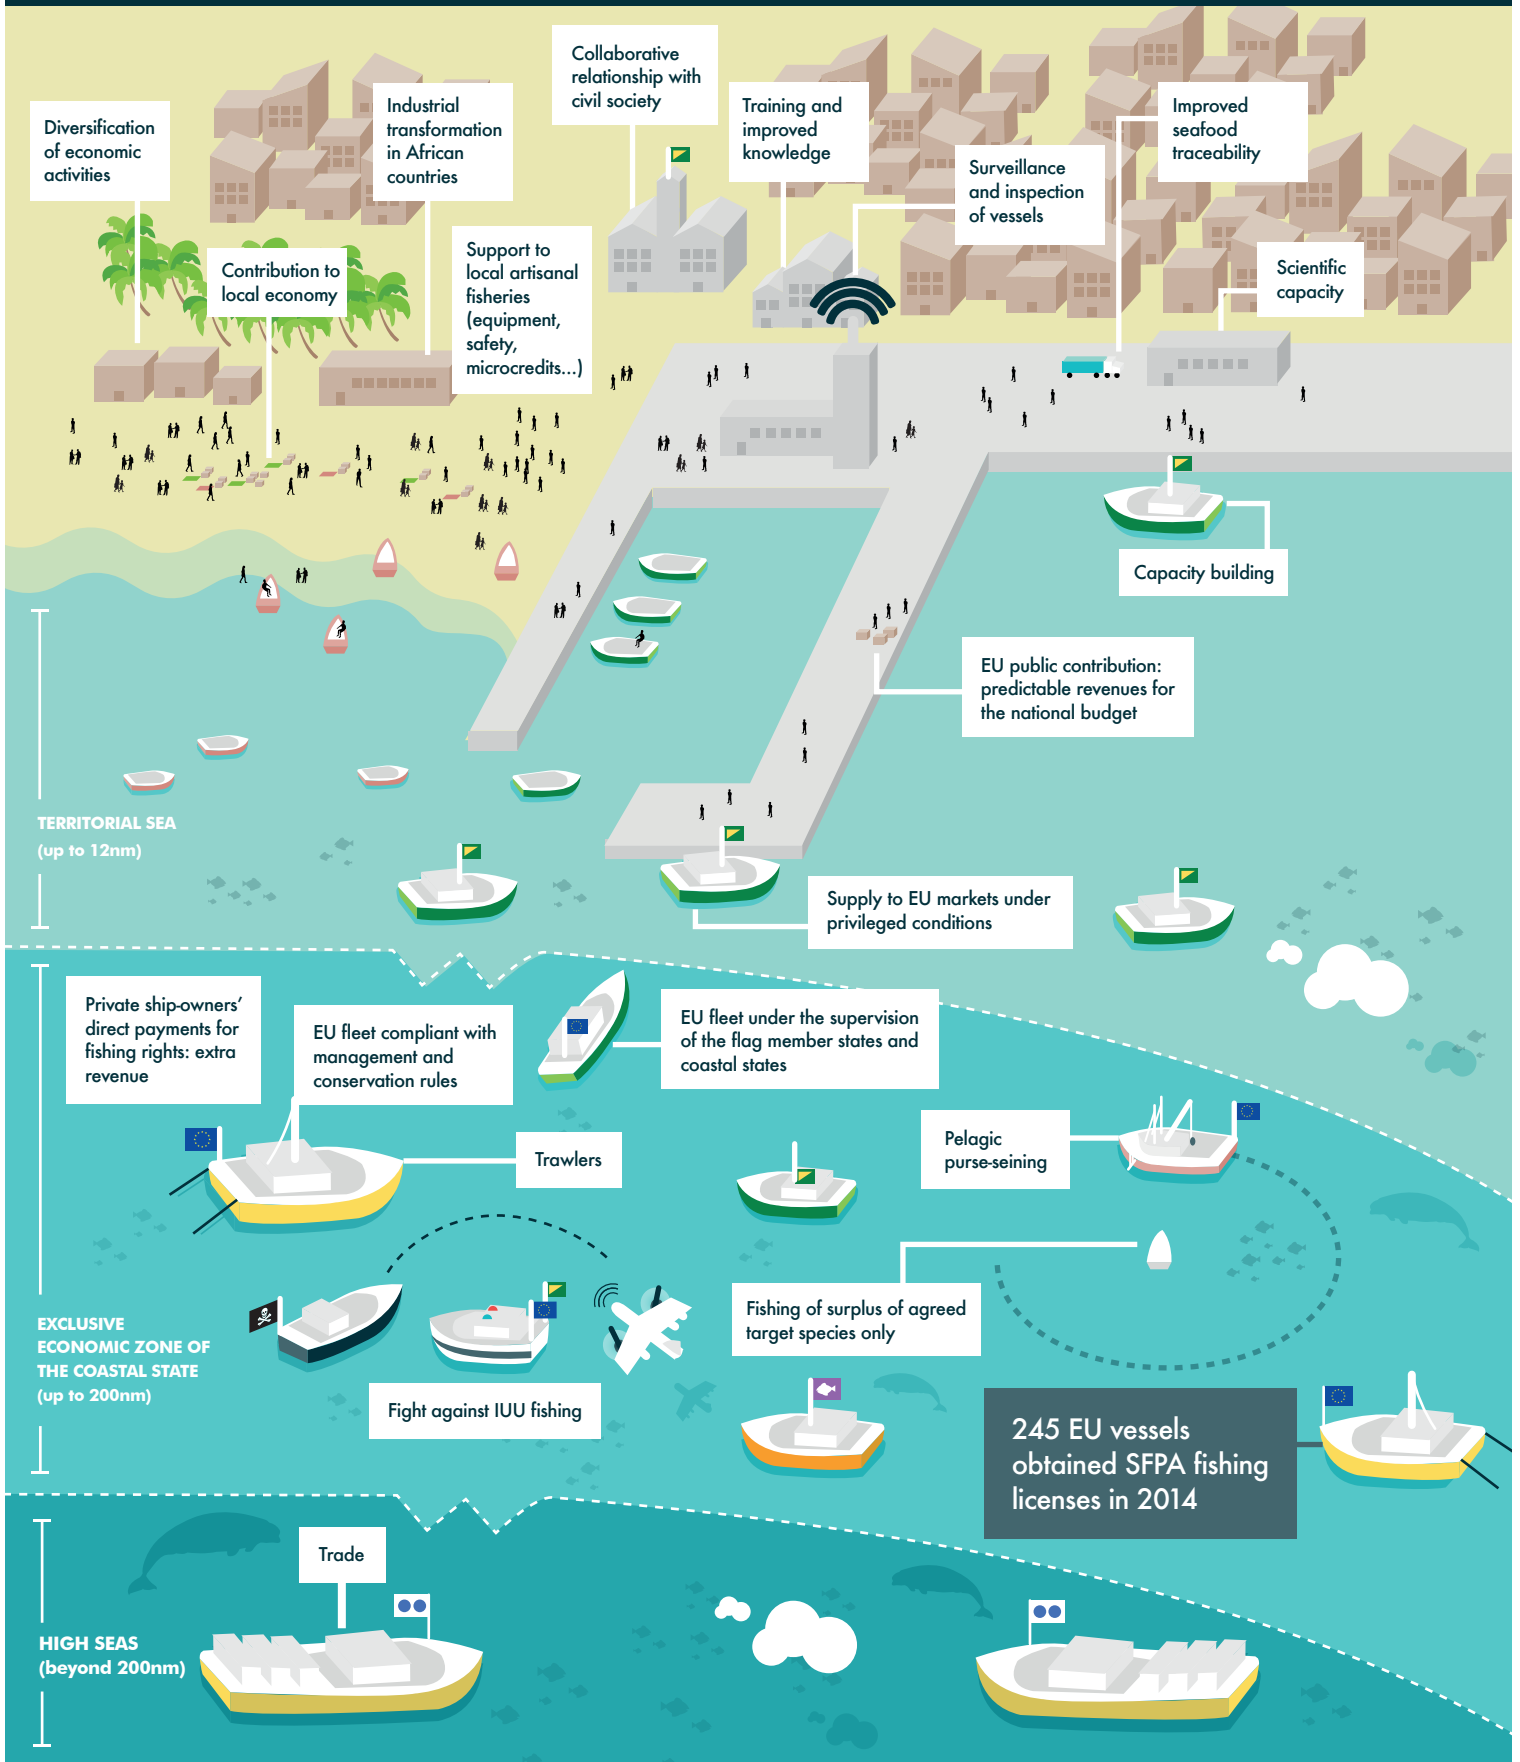 Collaborative
relationship with
civil society
Industrial
transformation
in African
countries
Training and
improved
knowledge
Improved
seafood
traceability
Diversification
of economic
activities
Surveillance
and inspection
of vessels
Support to
local artisanal
fisheries
(equipment,
safety,
microcredits...)
Contribution to
local economy
Scientific
capacity
Capacity building
EU public contribution:
predictable revenues for
the national budget
TERRITORIAL SEA
(up to 12nm)
Supply to EU markets under
privileged conditions
Private ship-owners’
direct payments for
fishing rights: extra
revenue
EU fleet compliant with
management and
conservation rules
EU fleet under the supervision
of the flag member states and
coastal states
Trawlers
Pelagic
purse-seining
Fishing of surplus of agreed
target species only
EXCLUSIVE
ECONOMIC ZONE OF
THE COASTAL STATE
(up to 200nm)
Fight against IUU fishing
245 EU vessels
obtained SFPA fishing
licenses in 2014
Trade
HIGH SEAS
(beyond 200nm)